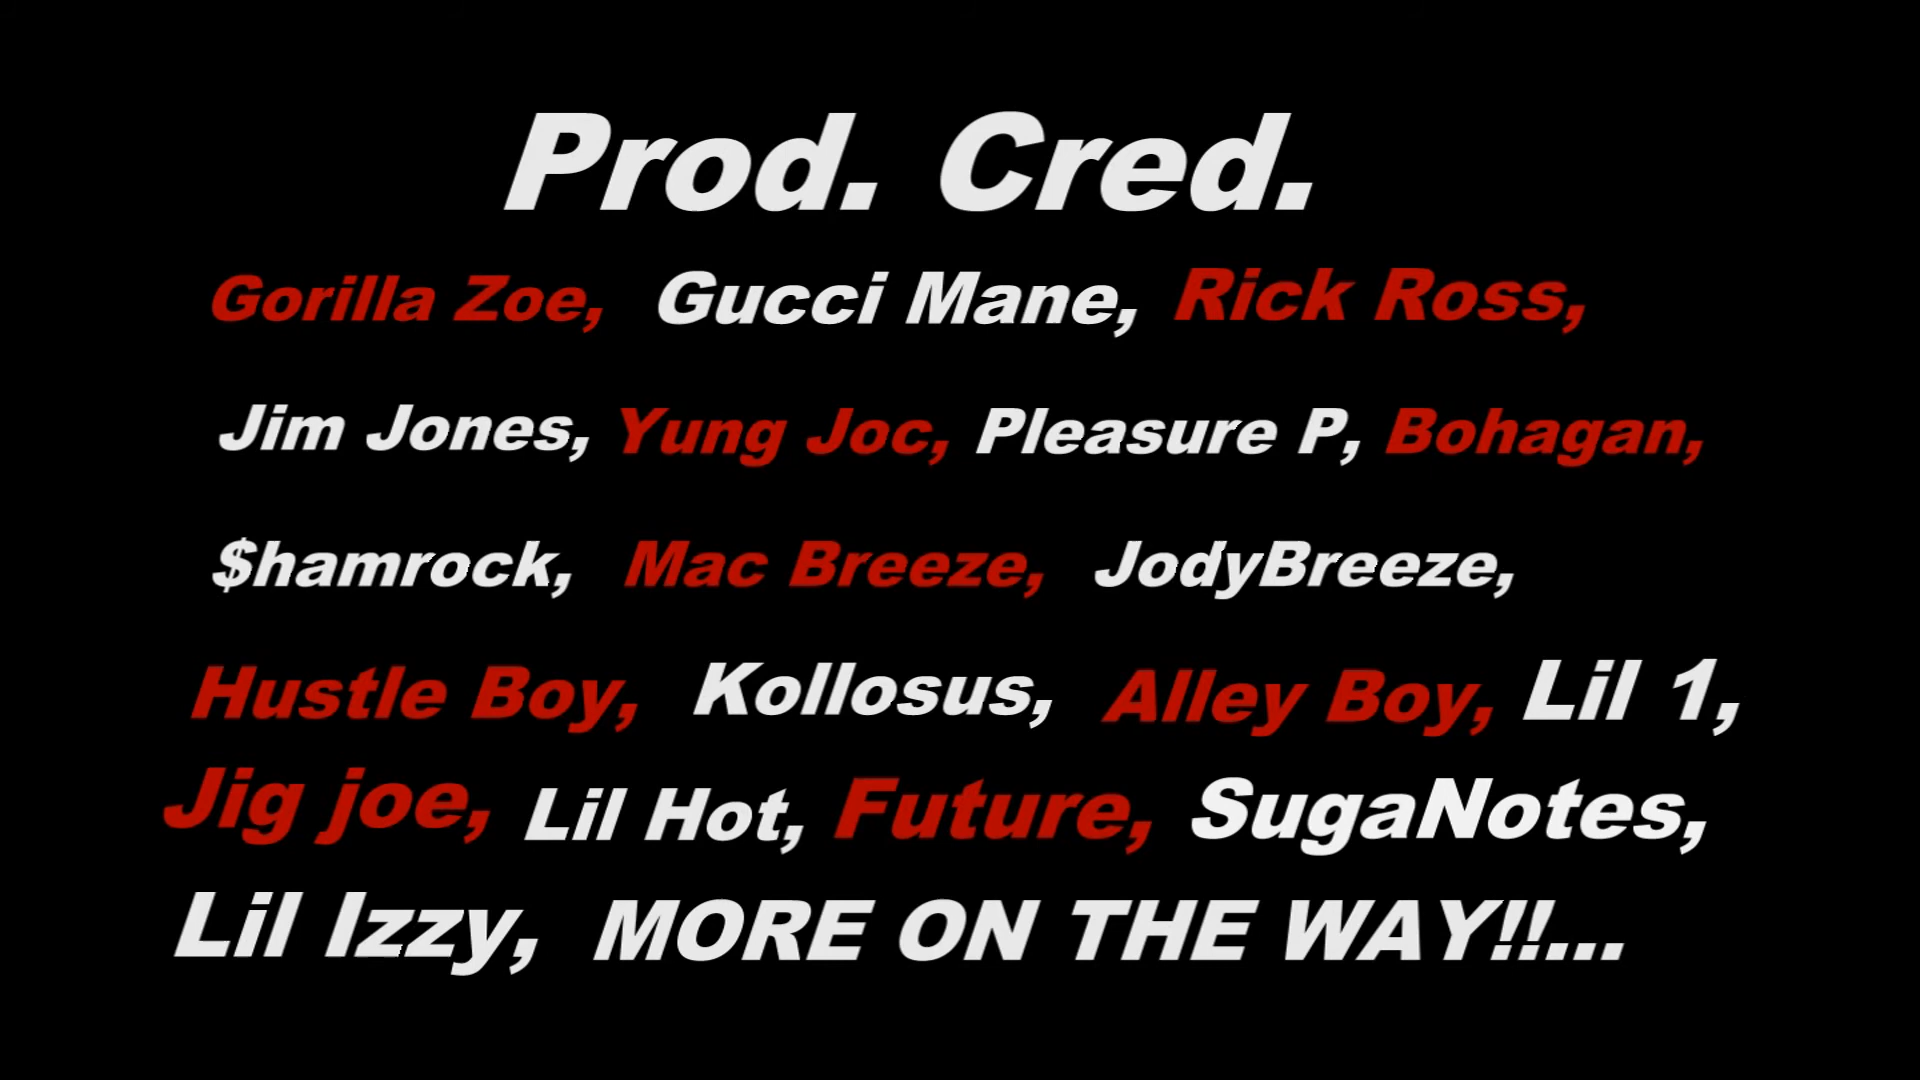 Prod. Cred.
Gorilla Zoe, Gucci Mane, Rick Ross,
Jim Jones, Yung Joc, Pleasure P, Bohagan,
$hamrock, Mac Breeze, JodyBreeze,
Hustle Boy, Kollosus, Alley Boy, Lil 1,
Jig joe, Lil Hot, Future, SugaNotes,
Lil Izzy, MORE ON THE WAY!!...